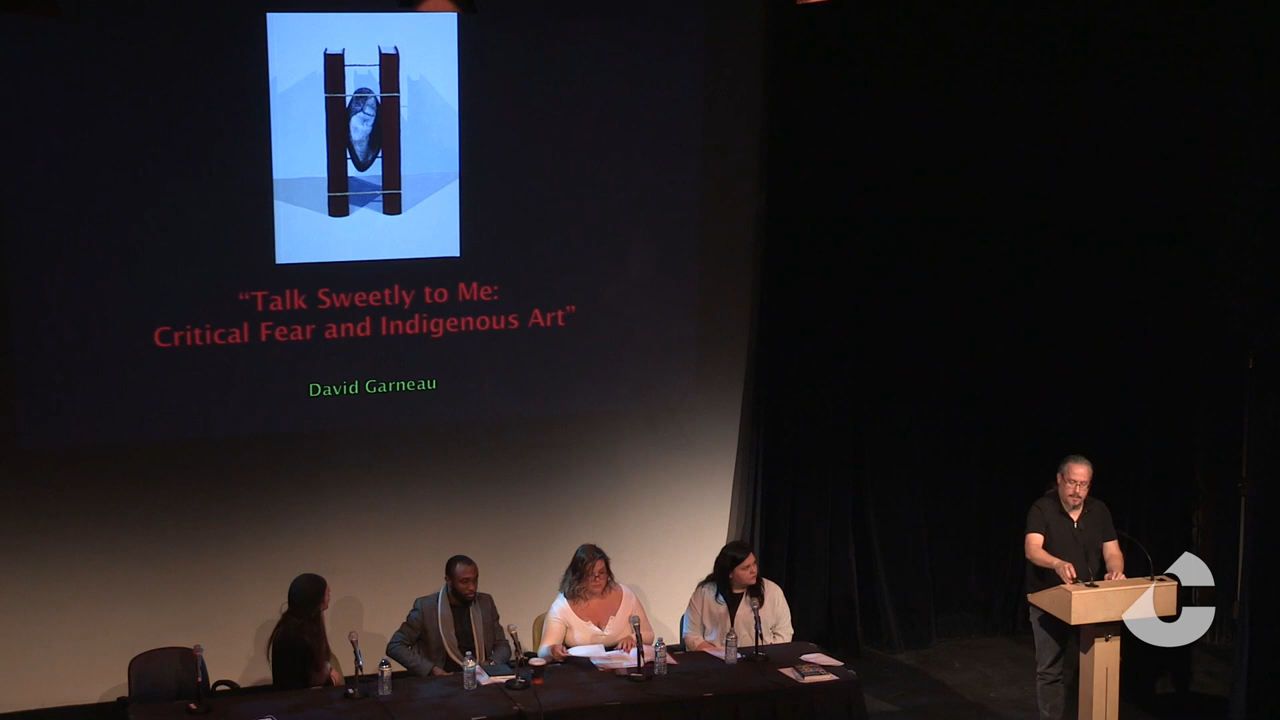 “Talk Sweetly to Me:
Critical Fear and Indigenous Art”
David Garneau